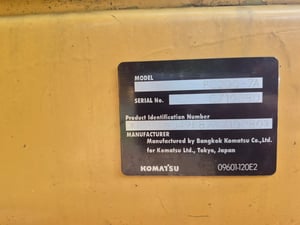 MODEL
SERIAL No.
Product Identification Number
MANUFACTURER
Manufactured by Bangkok Komatsu Co.,Ltd.
for Komatsu Ltd., Tokyo, Japan
KOMATSU 09601-120E2